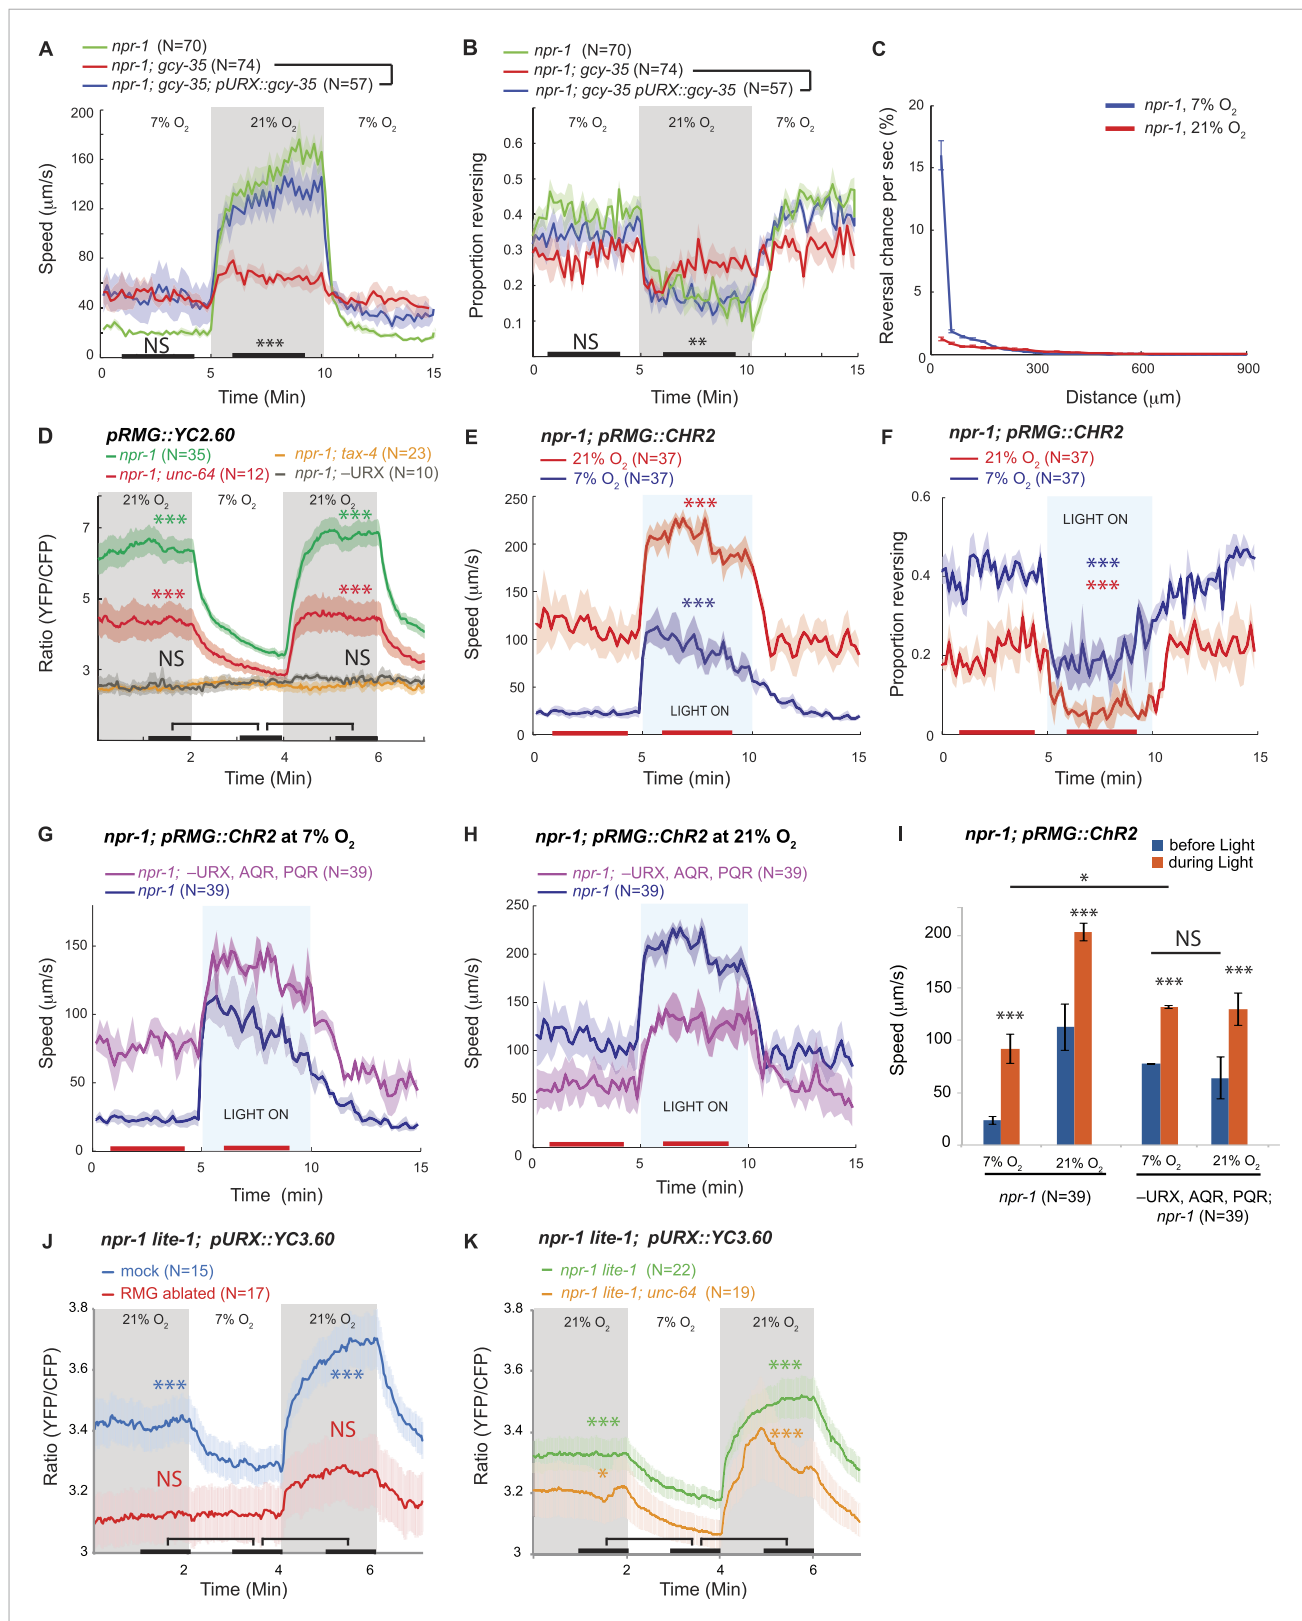 A
npr-1 (N=70)
npr-1; gcy-35 (N=74)
npr-1; gcy-35; pURX::gcy-35 (N=57)
200
160
120
80
40
0
Speed (μm/s)
7% O2
21% O2
7% O2
NS
***
5
10
15
Time (Min)
B
npr-1 (N=70)
npr-1; gcy-35 (N=74)
npr-1; gcy-35 pURX::gcy-35 (N=57)
0.6
0.5
0.4
0.3
0.2
0.1
Proportion reversing
7% O2
21% O2
7% O2
NS
**
0
5
10
15
Time (Min)
C
npr-1, 7% O2
npr-1, 21% O2
20
15
10
5
0
Reversal chance per sec (%)
300
600
900
Distance (μm)
D
pRMG::YC2.60
npr-1 (N=35)
npr-1; tax-4 (N=23)
npr-1; unc-64 (N=12)
npr-1; –URX (N=10)
21% O2
7% O2
21% O2
7
5
3
Ratio (YFP/CFP)
***
***
***
***
NS
NS
2
4
6
Time (Min)
E
npr-1; pRMG::CHR2
21% O2 (N=37)
7% O2 (N=37)
250
200
150
100
50
0
Speed (μm/s)
***
***
LIGHT ON
0
5
10
15
Time (min)
F
npr-1; pRMG::CHR2
21% O2 (N=37)
7% O2 (N=37)
0.6
0.4
0.2
0
Proportion reversing
LIGHT ON
***
***
0
5
10
15
Time (min)
G
npr-1; pRMG::ChR2 at 7% O2
npr-1; –URX, AQR, PQR (N=39)
npr-1 (N=39)
150
100
50
0
Speed (μm/s)
LIGHT ON
0
5
10
15
Time (min)
H
npr-1; pRMG::ChR2 at 21% O2
npr-1; –URX, AQR, PQR (N=39)
npr-1 (N=39)
250
200
150
100
50
0
Speed (μm/s)
LIGHT ON
0
5
10
15
Time (min)
I
npr-1; pRMG::ChR2
before Light
during Light
200
150
100
50
0
Speed (μm/s)
*
***
***
NS
***
***
7% O2
21% O2
7% O2
21% O2
npr-1 (N=39)
–URX, AQR, PQR;
npr-1 (N=39)
J
npr-1 lite-1; pURX::YC3.60
mock (N=15)
RMG ablated (N=17)
3.8
3.6
3.4
3.2
3
Ratio (YFP/CFP)
21% O2
7% O2
21% O2
***
***
NS
NS
2
4
6
Time (Min)
K
npr-1 lite-1; pURX::YC3.60
npr-1 lite-1 (N=22)
npr-1 lite-1; unc-64 (N=19)
3.8
3.6
3.4
3.2
3
Ratio (YFP/CFP)
21% O2
7% O2
21% O2
***
***
*
***
2
4
6
Time (Min)